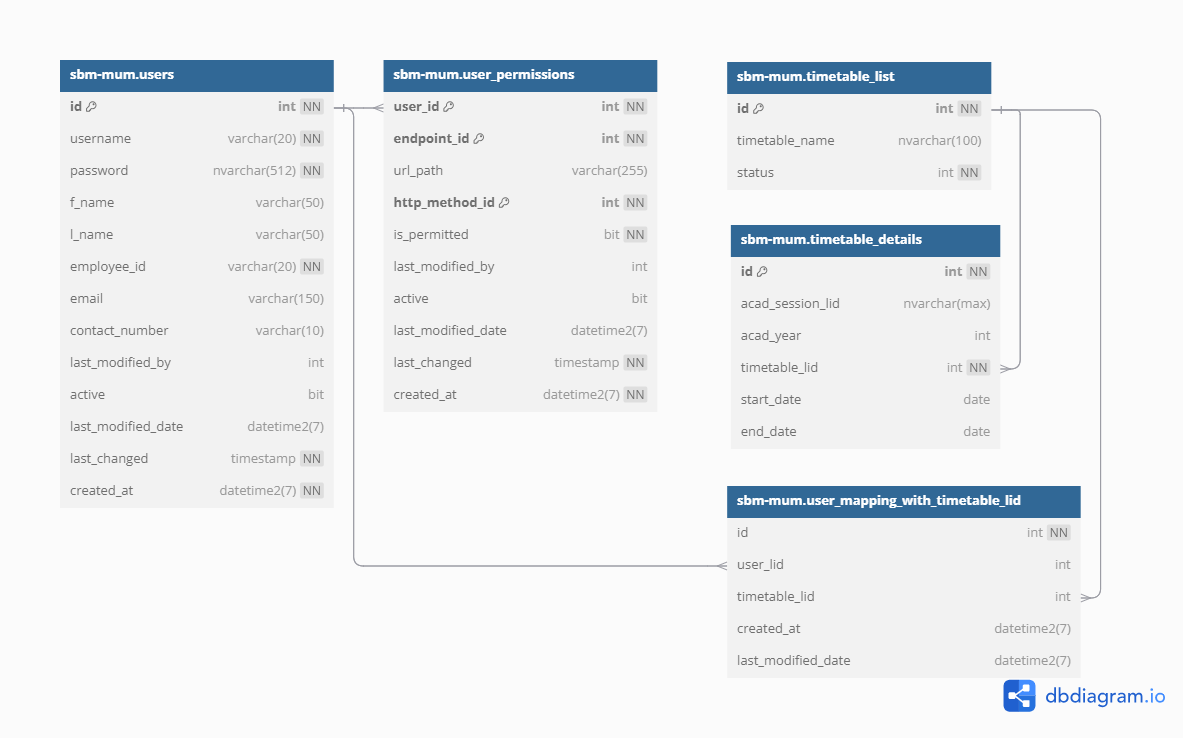 sbm-mum.users
id int NN
username varchar(20) NN
password nvarchar(512) NN
f_name varchar(50)
l_name varchar(50)
employee_id varchar(20) NN
email varchar(150)
contact_number varchar(10)
last_modified_by int
active bit
last_modified_date datetime2(7)
last_changed timestamp NN
created_at datetime2(7) NN
sbm-mum.user_permissions
user_id int NN
endpoint_id int NN
url_path varchar(255)
http_method_id int NN
is_permitted bit NN
last_modified_by int
active bit
last_modified_date datetime2(7)
last_changed timestamp NN
created_at datetime2(7) NN
sbm-mum.timetable_list
id int NN
timetable_name nvarchar(100)
status int NN
sbm-mum.timetable_details
id int NN
acad_session_lid nvarchar(max)
acad_year int
timetable_lid int NN
start_date date
end_date date
sbm-mum.user_mapping_with_timetable_lid
id int NN
user_lid int
timetable_lid int
created_at datetime2(7)
last_modified_date datetime2(7)
dbdiagram.io